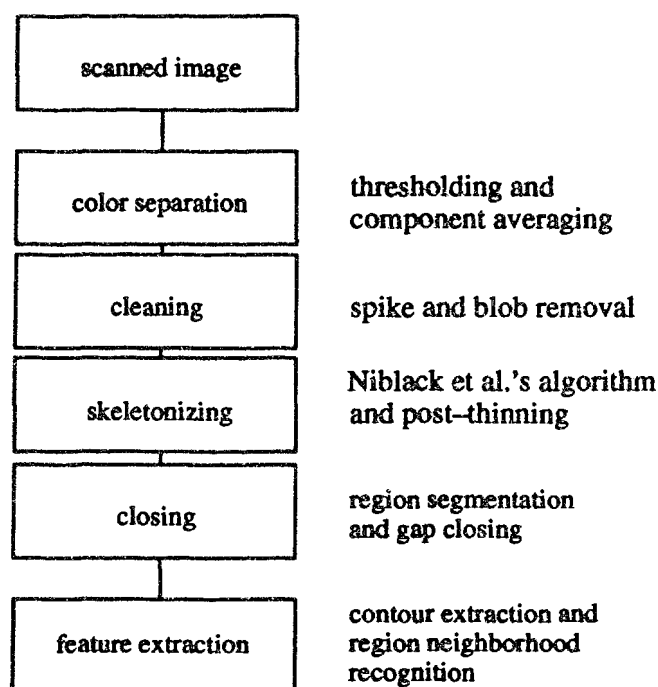 scanned image
color separation
thresholding and
component averaging
cleaning
spike and blob removal
skeletonizing
Niblack et al.'s algorithm
and post–thinning
closing
region segmentation
and gap closing
feature extraction
contour extraction and
region neighborhood
recognition